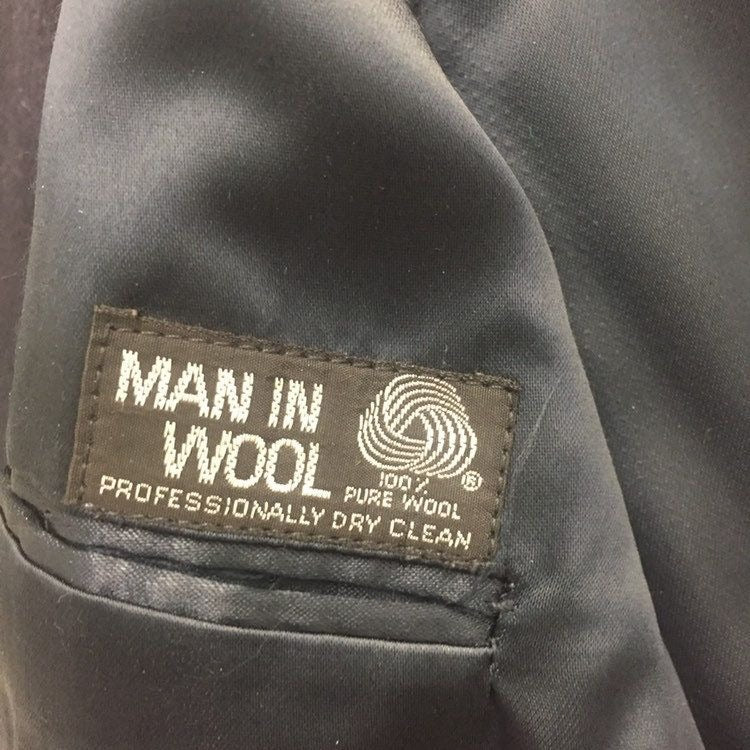 MAN IN
WOOL
100%
PURE WOOL
®
PROFESSIONALLY DRY CLEAN